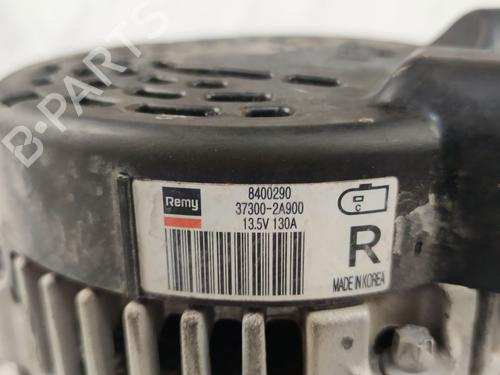 B-PARTS
Remy
8400290
37300-2A900
13.5V 130A
C
R
MADE IN KOREA